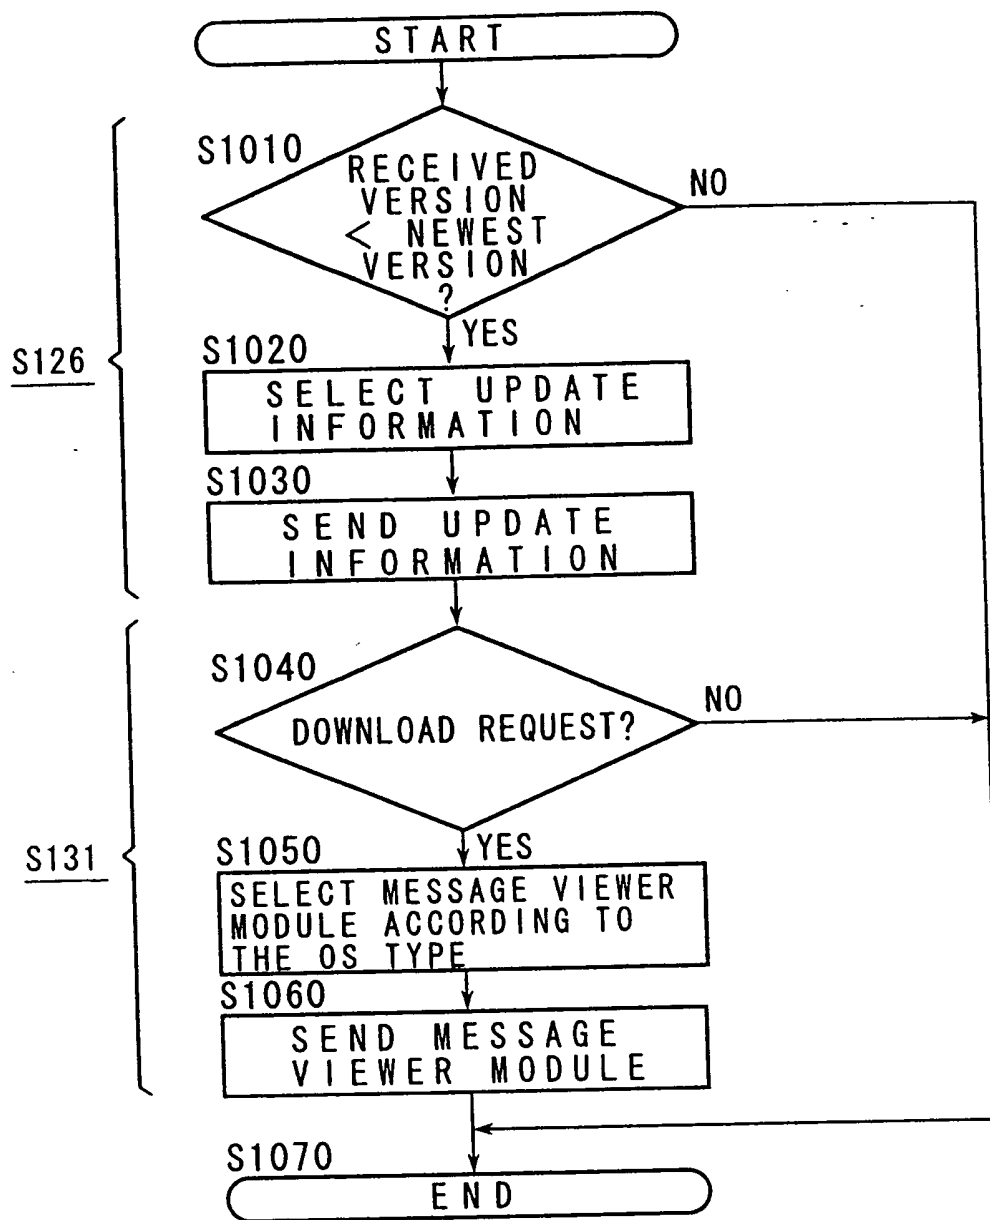 START
S1010
RECEIVED
VERSION
< NEWEST
VERSION
?
NO
YES
S126
S1020
SELECT UPDATE
INFORMATION
S1030
SEND UPDATE
INFORMATION
S1040
DOWNLOAD REQUEST?
NO
YES
S131
S1050
SELECT MESSAGE VIEWER
MODULE ACCORDING TO
THE OS TYPE
S1060
SEND MESSAGE
VIEWER MODULE
S1070
END